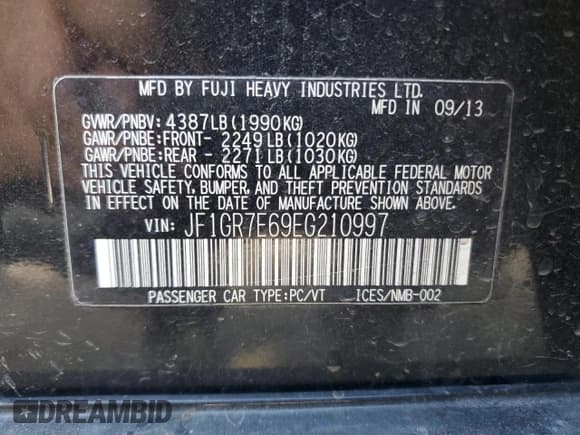 MFD BY FUJI HEAVY INDUSTRIES LTD.
MFD IN 09/13
GVWR/PNBV: 4387LB (1990KG)
GAWR/PNBE:FRONT- 2249LB (1020KG)
GAWR/PNBE:REAR - 2271LB (1030KG)
THIS VEHICLE CONFORMS TO ALL APPLICABLE FEDERAL MOTOR
VEHICLE SAFETY, BUMPER, AND THEFT PREVENTION STANDARDS
IN EFFECT ON THE DATE OF MANUFACTURE SHOWN ABOVE.
VIN: JF1GR7E69EG210997
PASSENGER CAR TYPE:PC/VT ICES/NMB-002
DREAMBID